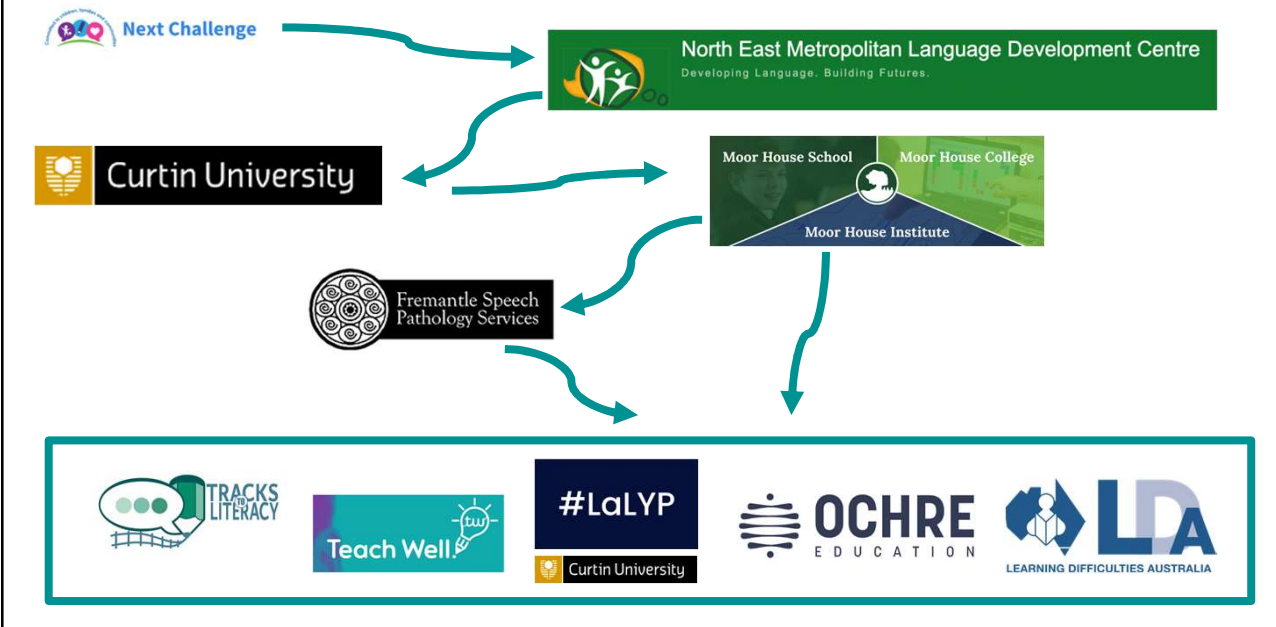 Next Challenge
North East Metropolitan Language Development Centre
Developing Language. Building Futures.
Curtin University
Moor House School
Moor House College
Moor House Institute
Fremantle Speech
Pathology Services
TRACKS
TO
LITERACY
tw
Teach Well.
#LaLYP
Curtin University
OCHRE
EDUCATION
LDA
LEARNING DIFFICULTIES AUSTRALIA